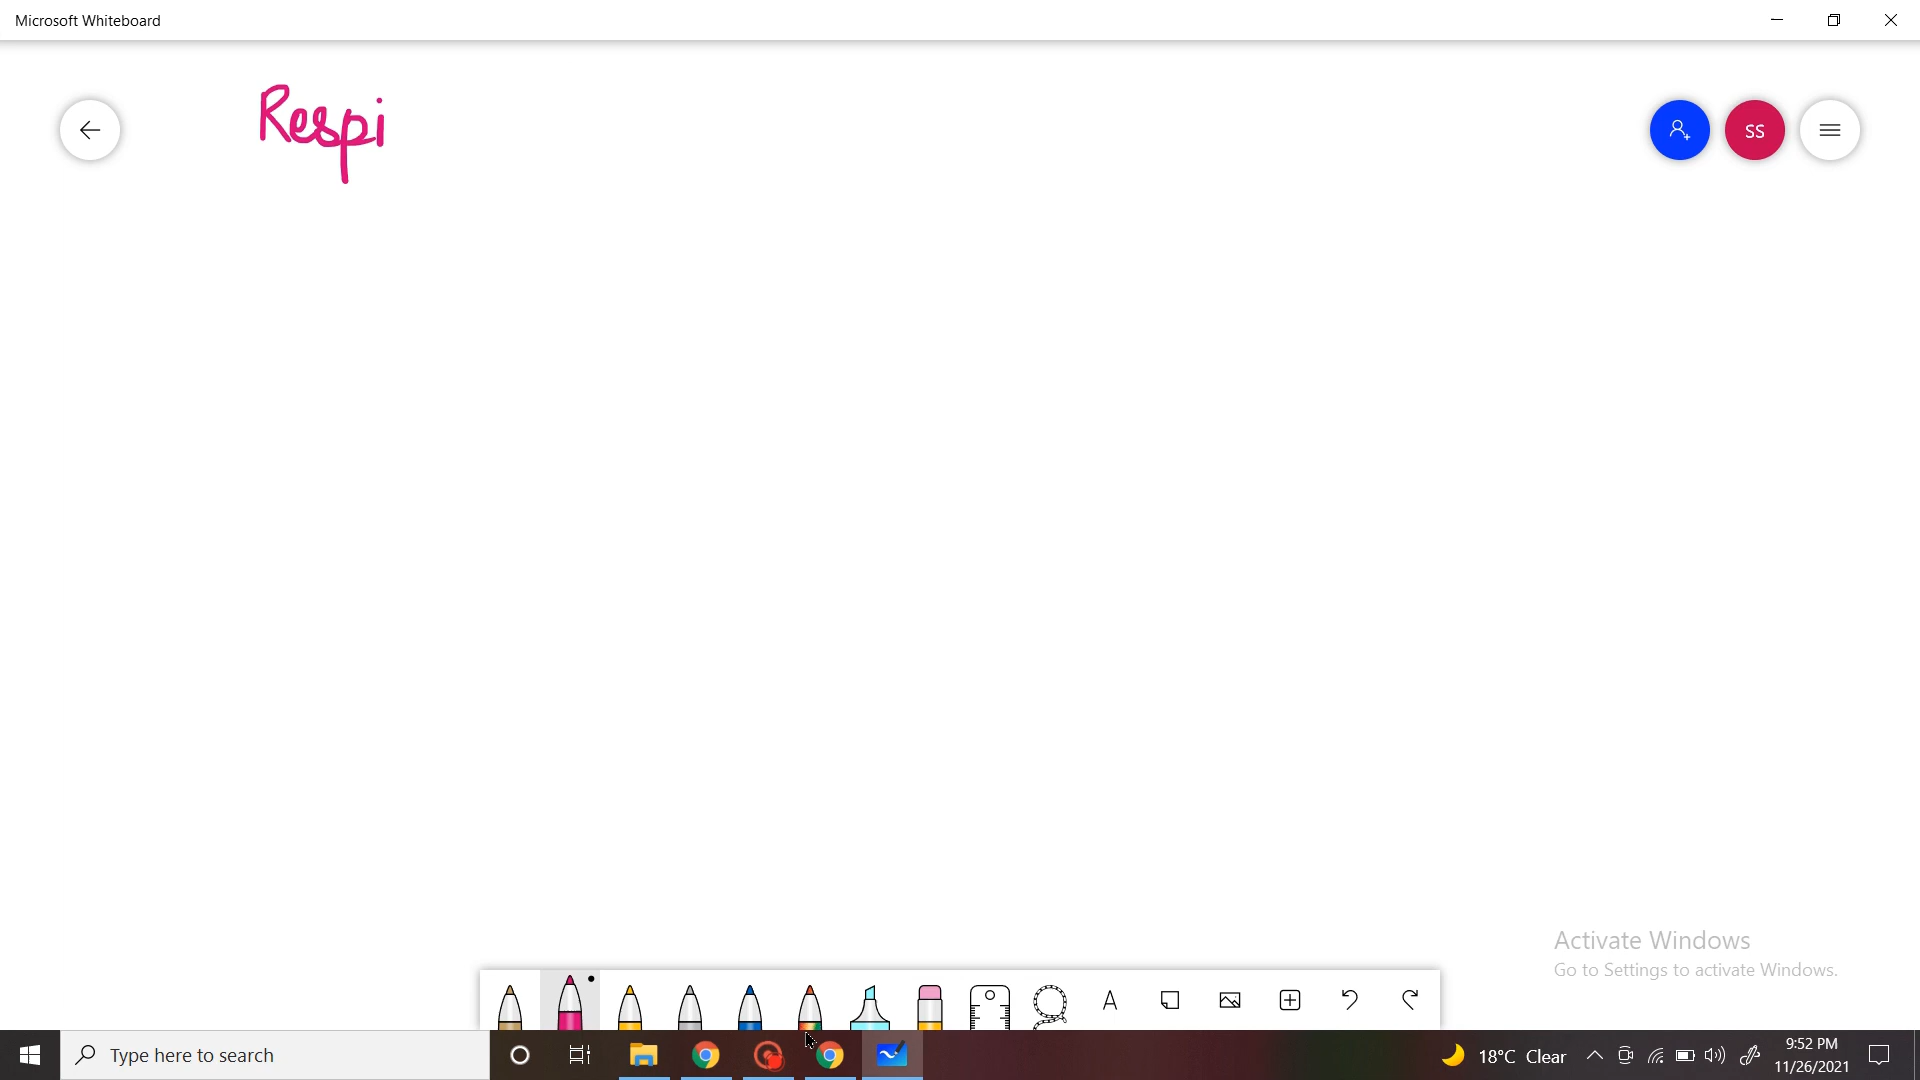 Microsoft Whiteboard
Respi
SS
Activate Windows
Go to Settings to activate Windows.
A
Type here to search
18°C Clear
9:52 PM
11/26/2021